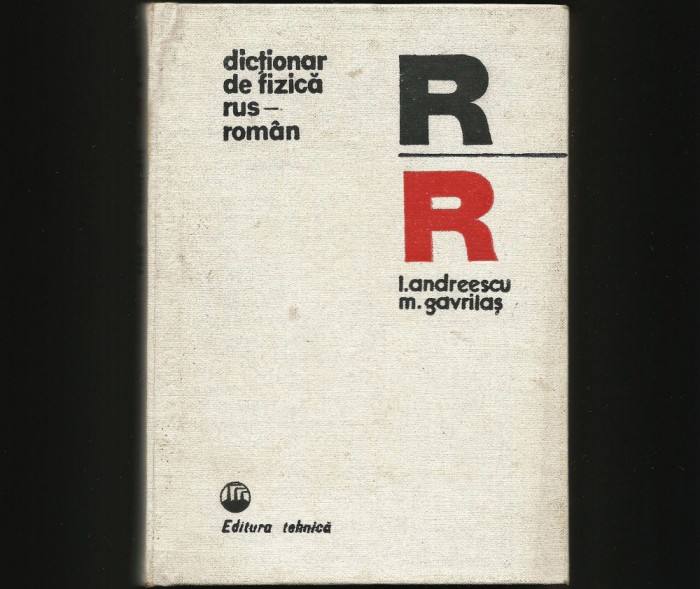 dicționar
de fizică
rus–
român
R
R
l.andreescu
m.gavrilaș
Editura tehnică